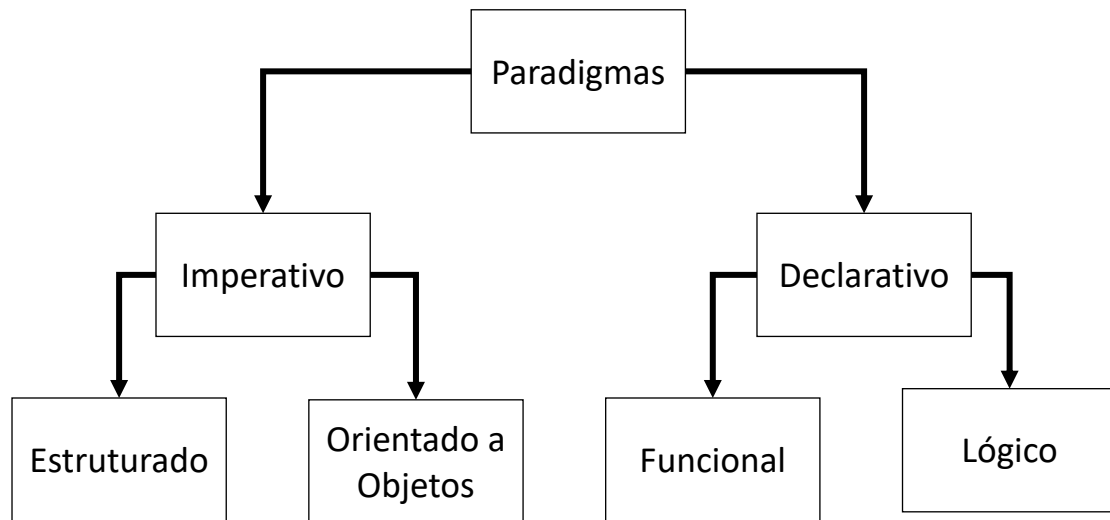 Paradigmas
Imperativo
Declarativo
Estruturado
Orientado a
Objetos
Funcional
Lógico